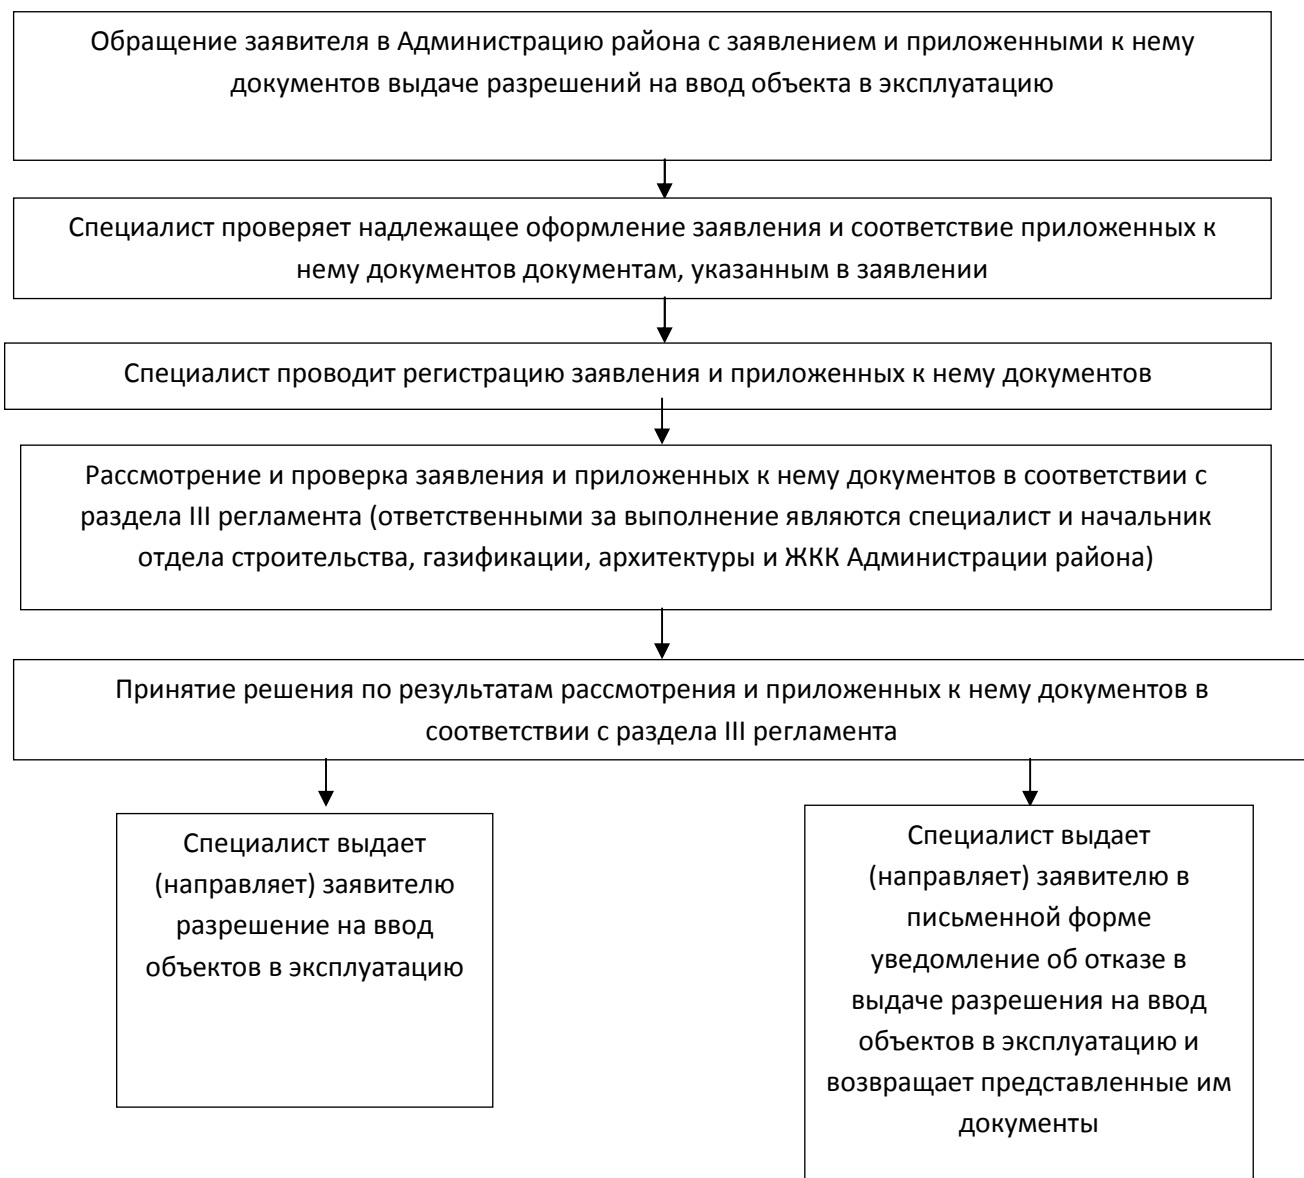 Обращение заявителя в Администрацию района с заявлением и приложенными к нему
документов выдаче разрешений на ввод объекта в эксплуатацию
Специалист проверяет надлежащее оформление заявления и соответствие приложенных к
нему документов документам, указанным в заявлении
Специалист проводит регистрацию заявления и приложенных к нему документов
Рассмотрение и проверка заявления и приложенных к нему документов в соответствии с
раздела III регламента (ответственными за выполнение являются специалист и начальник
отдела строительства, газификации, архитектуры и ЖКК Администрации района)
Принятие решения по результатам рассмотрения и приложенных к нему документов в
соответствии с раздела III регламента
Специалист выдает
(направляет) заявителю
разрешение на ввод
объектов в эксплуатацию
Специалист выдает
(направляет) заявителю в
письменной форме
уведомление об отказе в
выдаче разрешения на ввод
объектов в эксплуатацию и
возвращает представленные им
документы